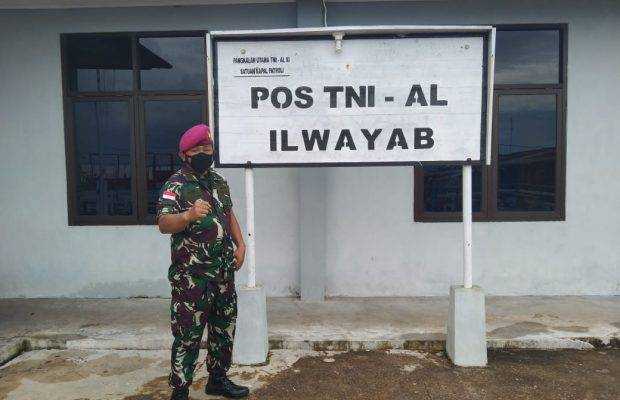 PANGKALAN UTAMA TNI - AL XI
SATUAN KAPAL PATROLI
POS TNI - AL
ILWAYAB